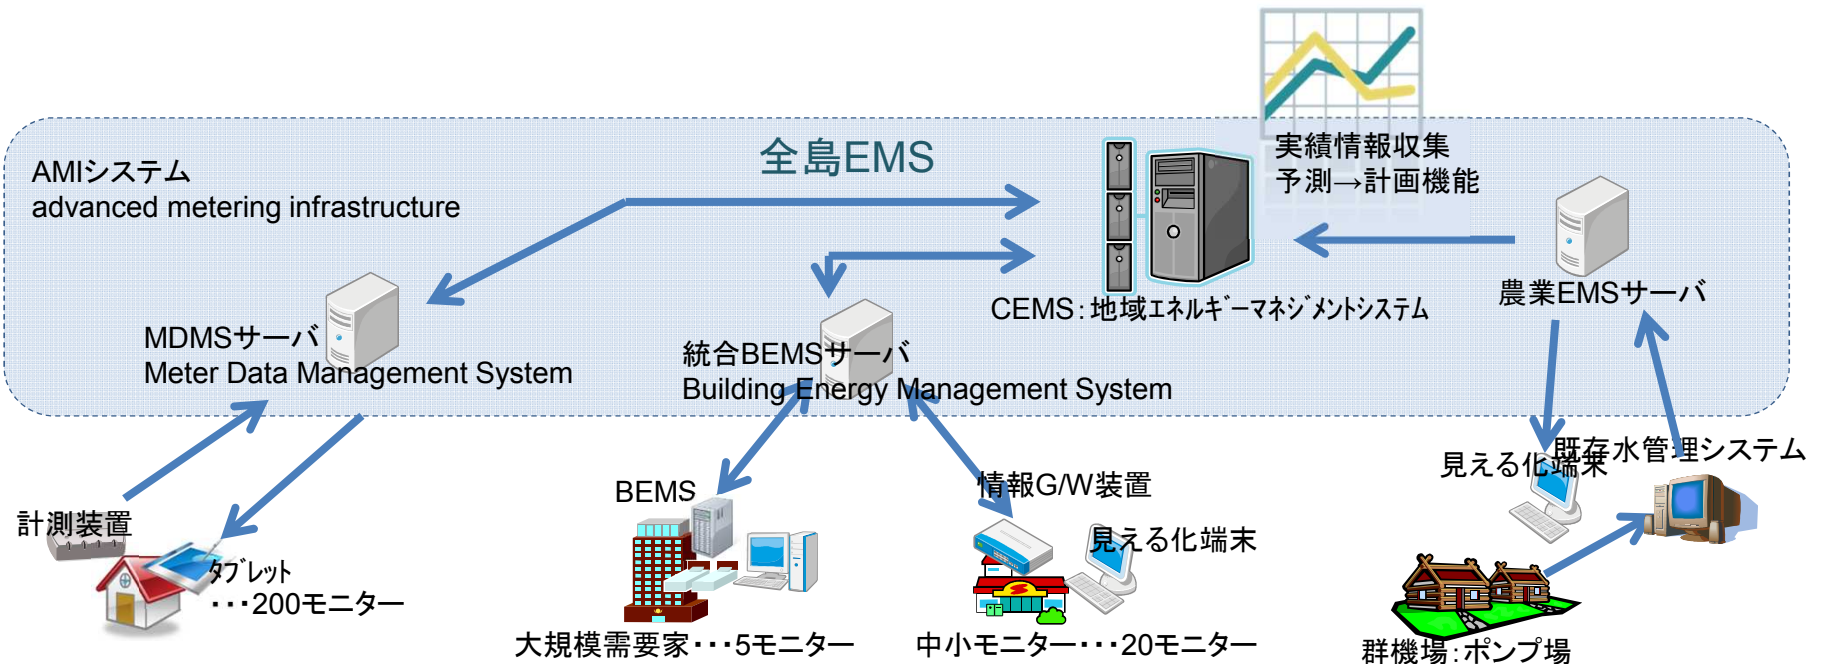 全島EMS
AMIシステム
advanced metering infrastructure
実績情報収集
予測→計画機能
CEMS：地域ｴﾈﾙｷﾞｰﾏﾈｼﾞﾒﾝﾄｼｽﾃﾑ
農業EMSサーバ
MDMSサーバ
Meter Data Management System
統合BEMSサーバ
Building Energy Management System
計測装置
ﾀﾌﾞﾚｯﾄ
・・・200モニター
BEMS
大規模需要家・・・5モニター
情報G/W装置
見える化端末
中小モニター・・・20モニター
見える化端末
既存水管理システム
群機場：ポンプ場